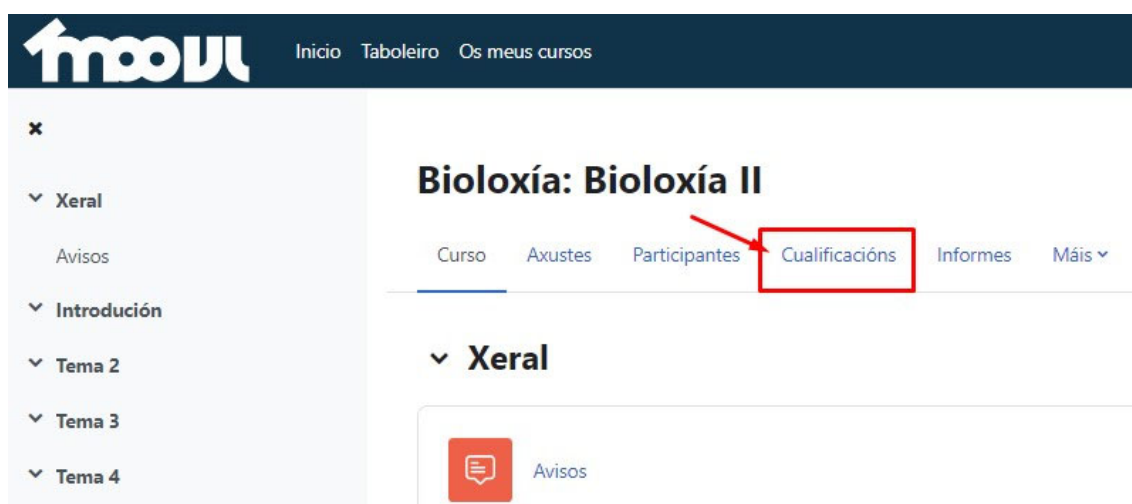 moovi
Inicio Taboleiro Os meus cursos
Xeral
Avisos
Introdución
Tema 2
Tema 3
Tema 4
Bioloxía: Bioloxía II
Curso Axustes Participantes Cualificacións Informes Máis
Xeral
Avisos